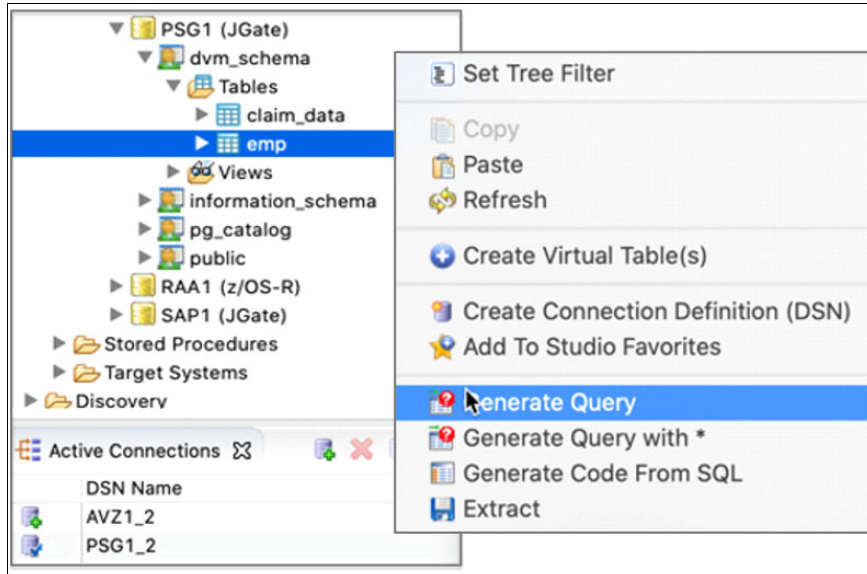 PSG1 (JGate)
dvm_schema
Tables
claim_data
emp
Views
information_schema
pg_catalog
public
RAA1 (z/OS-R)
SAP1 (JGate)
Stored Procedures
Target Systems
Discovery
Active Connections
DSN Name
AVZ1_2
PSG1_2
Set Tree Filter
Copy
Paste
Refresh
Create Virtual Table(s)
Create Connection Definition (DSN)
Add To Studio Favorites
Generate Query
Generate Query with *
Generate Code From SQL
Extract